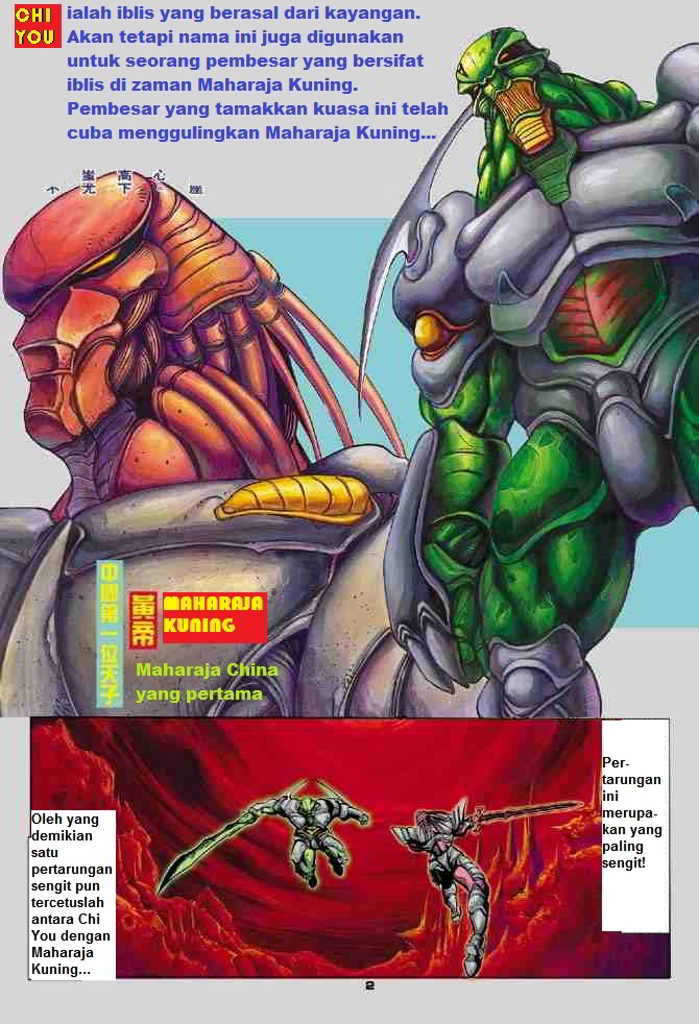 CHI
YOU
ialah iblis yang berasal dari kayangan.
Akan tetapi nama ini juga digunakan
untuk seorang pembesar yang bersifat
iblis di zaman Maharaja Kuning.
Pembesar yang tamakkan kuasa ini telah
cuba menggulingkan Maharaja Kuning...
中國第一位天子
黃帝
MAHARAJA
KUNING
Maharaja China
yang pertama
Oleh yang
demikian
satu
pertarungan
sengit pun
tercetuslah
antara Chi
You dengan
Maharaja
Kuning...
Per-
tarungan
ini
merupa-
kan yang
paling
sengit!
2